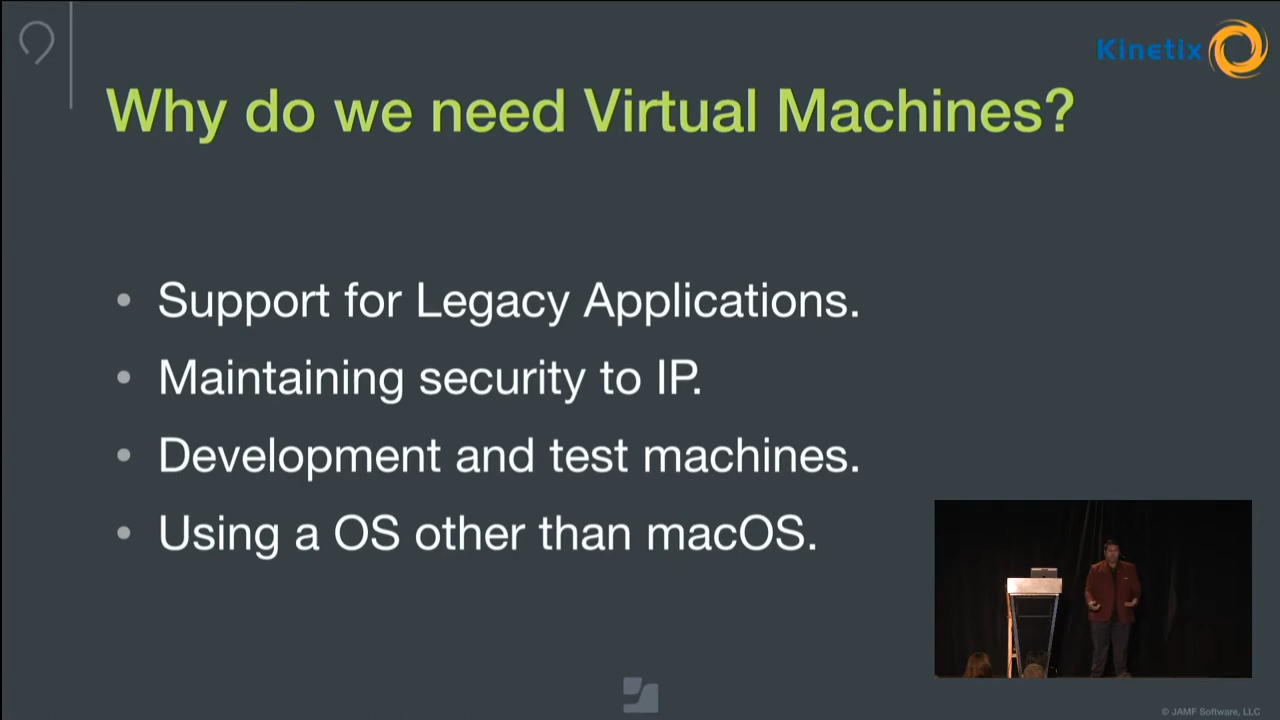 Kinetix
Why do we need Virtual Machines?
• Support for Legacy Applications.
• Maintaining security to IP.
• Development and test machines.
• Using a OS other than macOS.
© JAMF Software, LLC